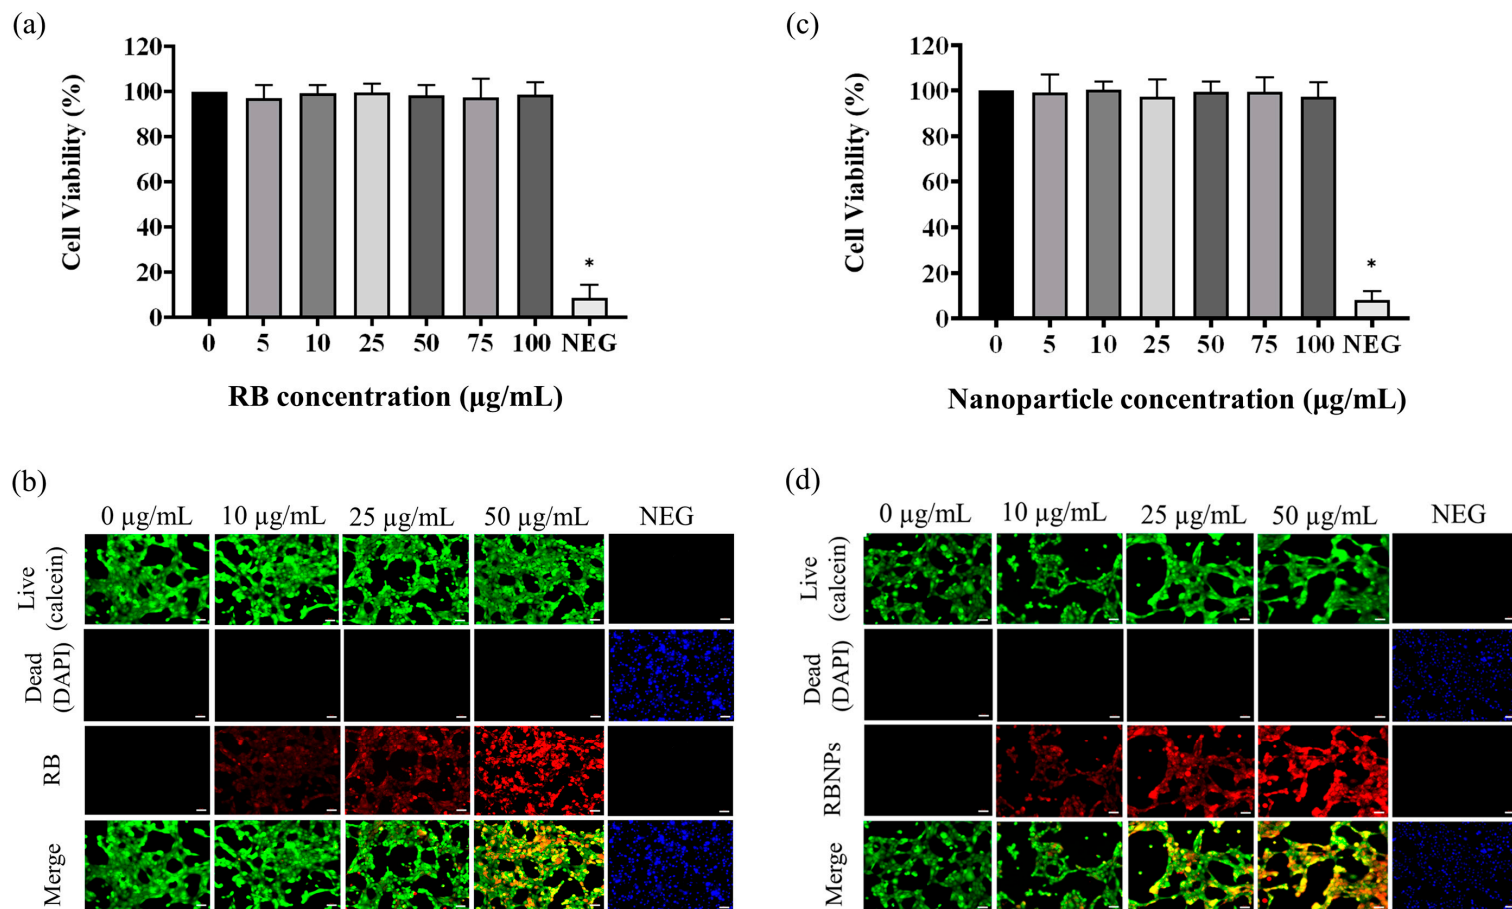 (a)
120
100
80
60
40
20
0
Cell Viability (%)
*
0 5 10 25 50 75 100 NEG
RB concentration (µg/mL)
(c)
120
100
80
60
40
20
0
Cell Viability (%)
*
0 5 10 25 50 75 100 NEG
Nanoparticle concentration (µg/mL)
(b)
0 µg/mL 10 µg/mL 25 µg/mL 50 µg/mL NEG
Live
(calcein)
Dead
(DAPI)
RB
Merge
(d)
0 µg/mL 10 µg/mL 25 µg/mL 50 µg/mL NEG
Live
(calcein)
Dead
(DAPI)
RBNPs
Merge